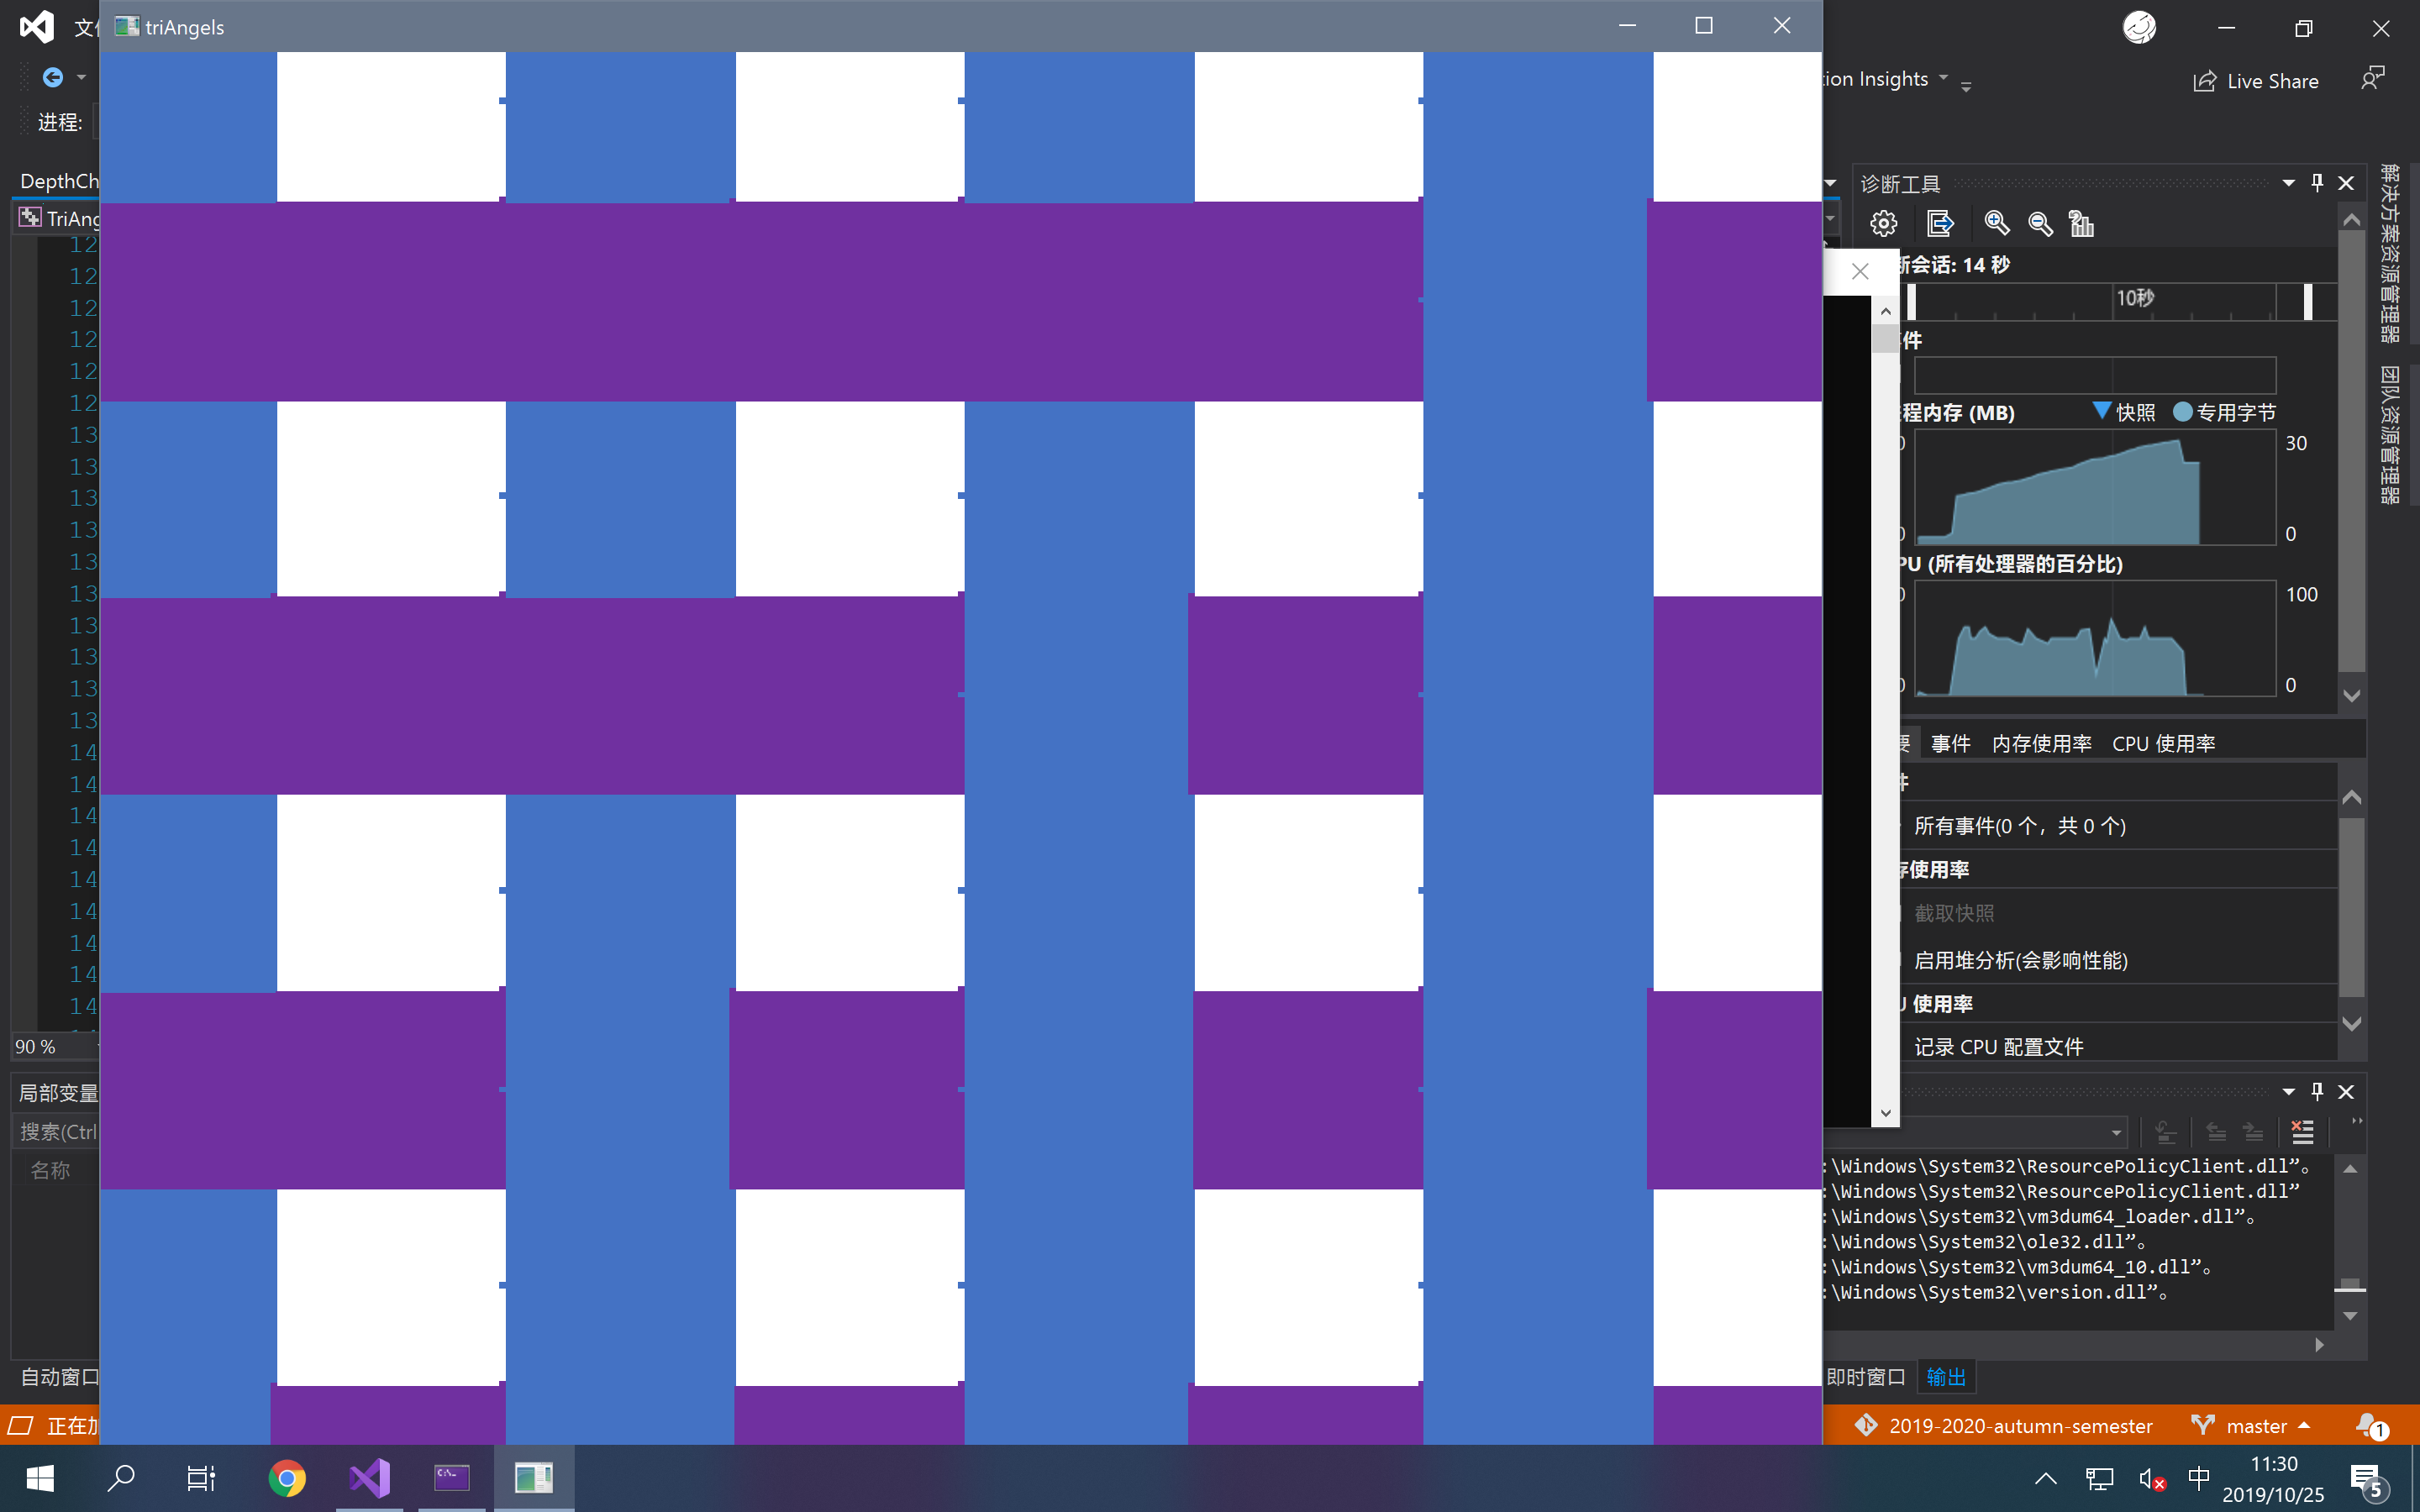 文
triAngels
tion Insights
Live Share
进程:
DepthCh
诊断工具
TriAng
会话: 14 秒
10秒
件
程内存 (MB)
快照
专用字节
30
0
PU (所有处理器的百分比)
100
0
事件
内存使用率
CPU 使用率
所有事件(0 个，共 0 个)
存使用率
截取快照
启用堆分析(会影响性能)
使用率
记录 CPU 配置文件
解决方案资源管理器
团队资源管理器
12
12
12
12
12
12
13
13
13
13
13
13
13
13
13
13
14
14
14
14
14
14
14
14
14
90 %
局部变量
搜索(Ctrl
名称
自动窗口
:\Windows\System32\ResourcePolicyClient.dll”。
:\Windows\System32\ResourcePolicyClient.dll”
:\Windows\System32\vm3dum64_loader.dll”。
:\Windows\System32\ole32.dll”。
:\Windows\System32\vm3dum64_10.dll”。
:\Windows\System32\version.dll”。
即时窗口
输出
正在加
2019-2020-autumn-semester
master
1
C:\_
中
11:30
2019/10/25
5